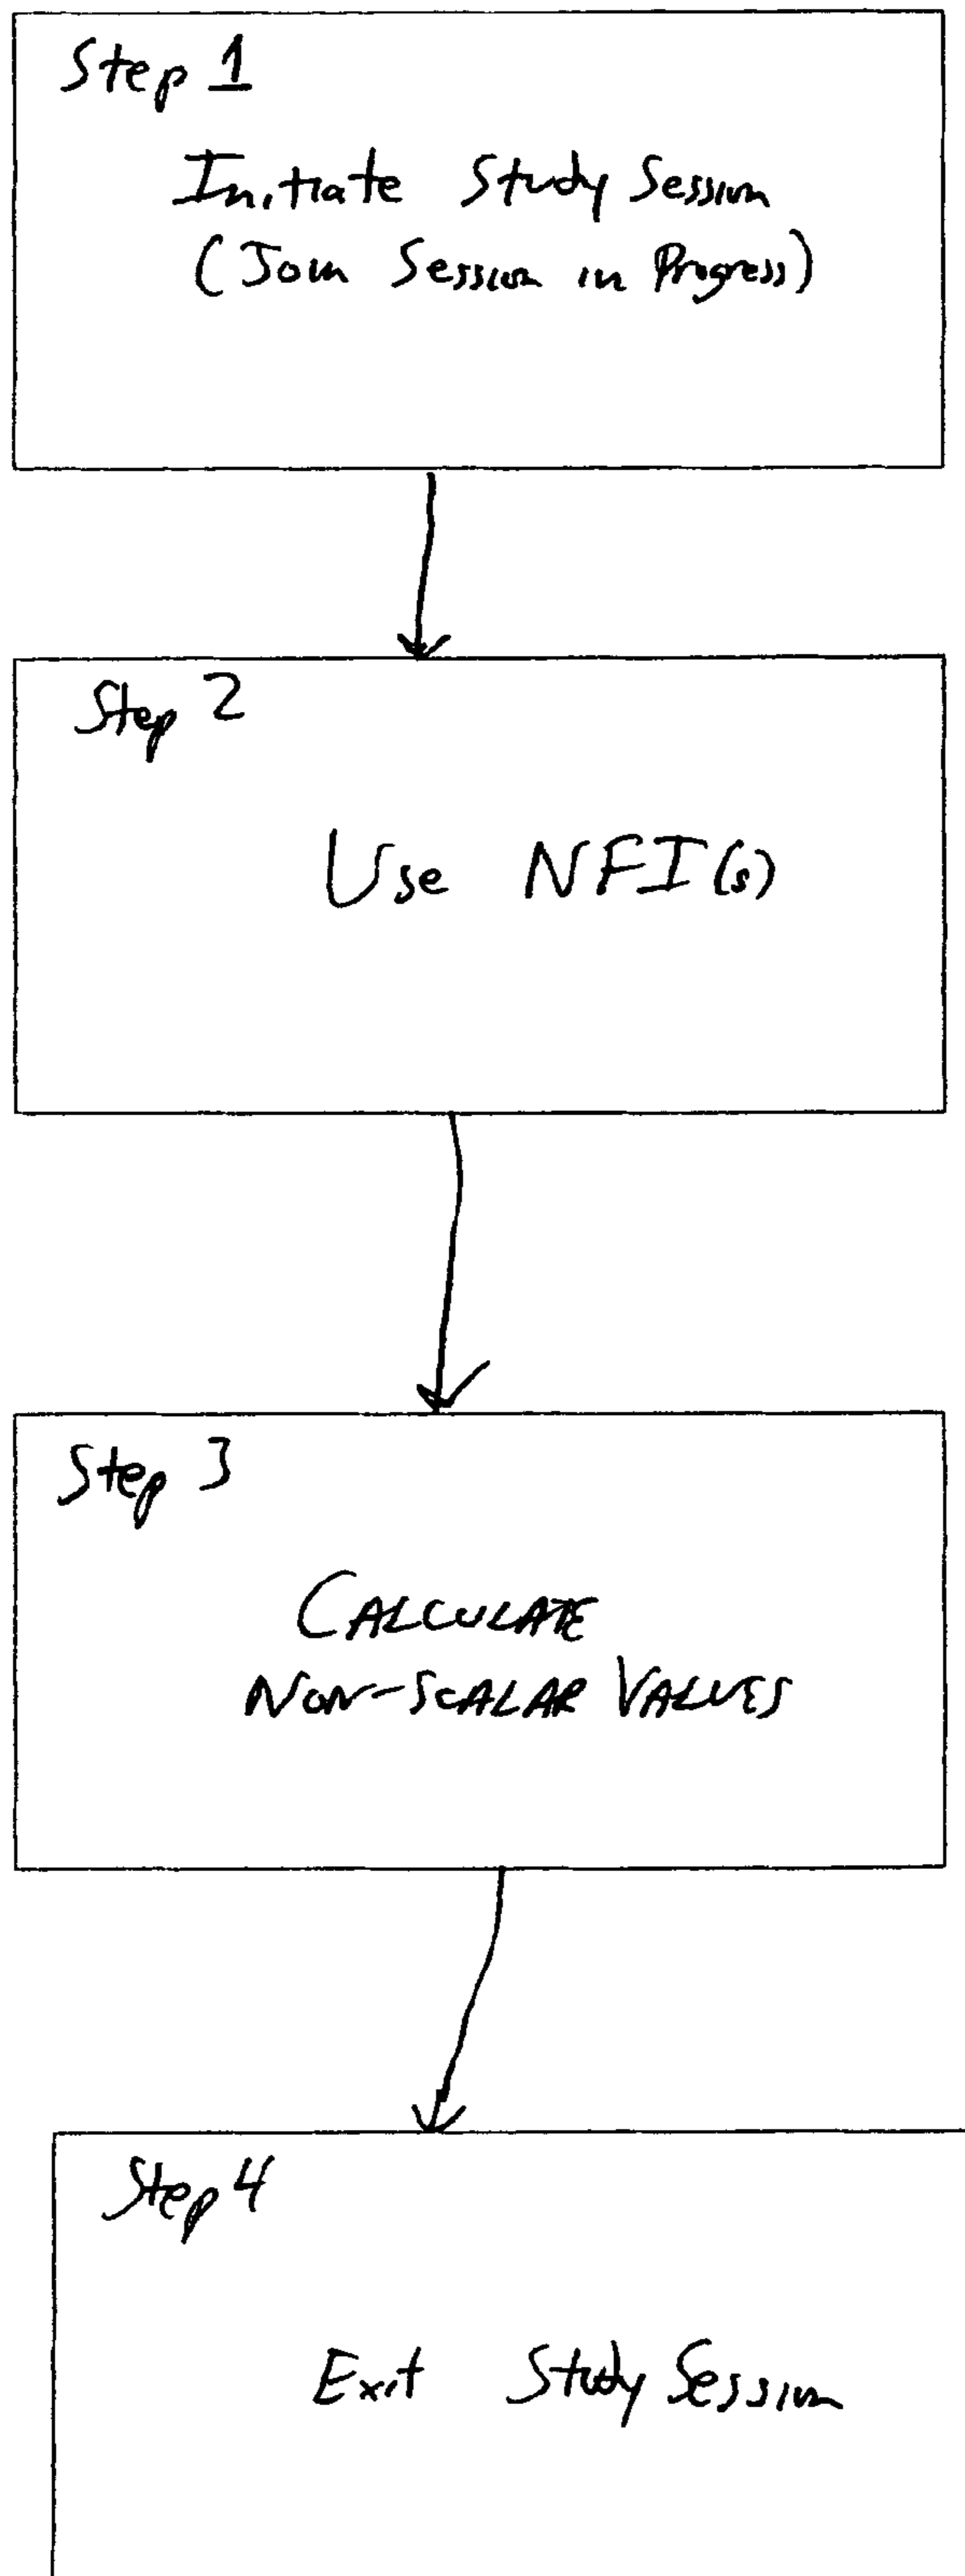 Step 1
Initiate Study Session
(Join Session in Progress)
Step 2
Use NFI(s)
Step 3
CALCULATE
NON-SCALAR VALUES
Step 4
Exit Study Session